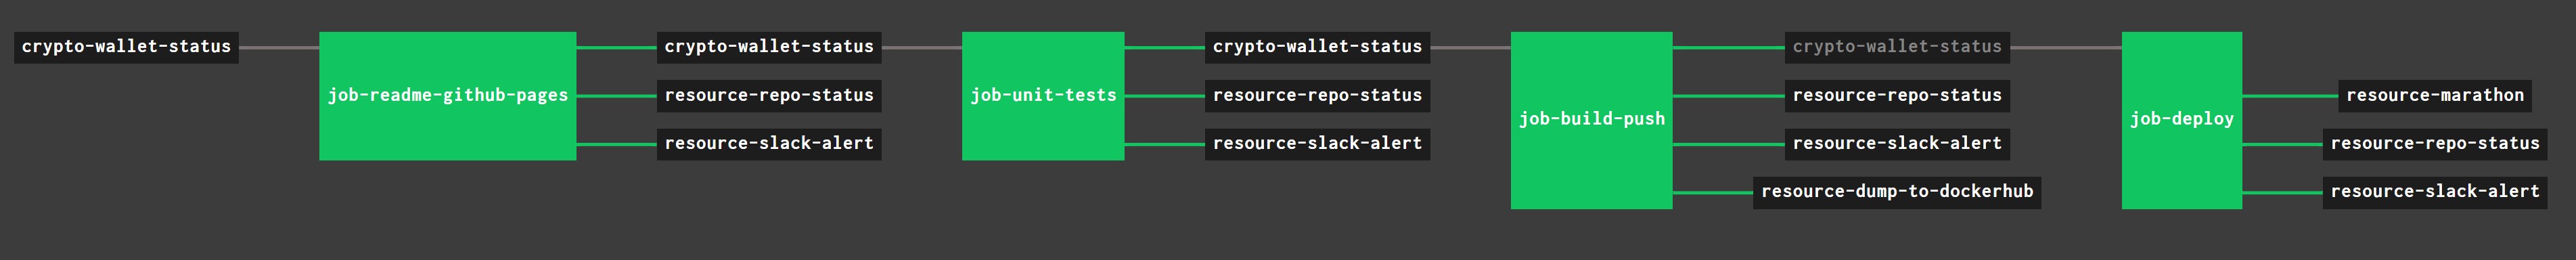 crypto-wallet-status
job-readme-github-pages
crypto-wallet-status
resource-repo-status
resource-slack-alert
job-unit-tests
crypto-wallet-status
resource-repo-status
resource-slack-alert
job-build-push
crypto-wallet-status
resource-repo-status
resource-slack-alert
resource-dump-to-dockerhub
job-deploy
resource-marathon
resource-repo-status
resource-slack-alert